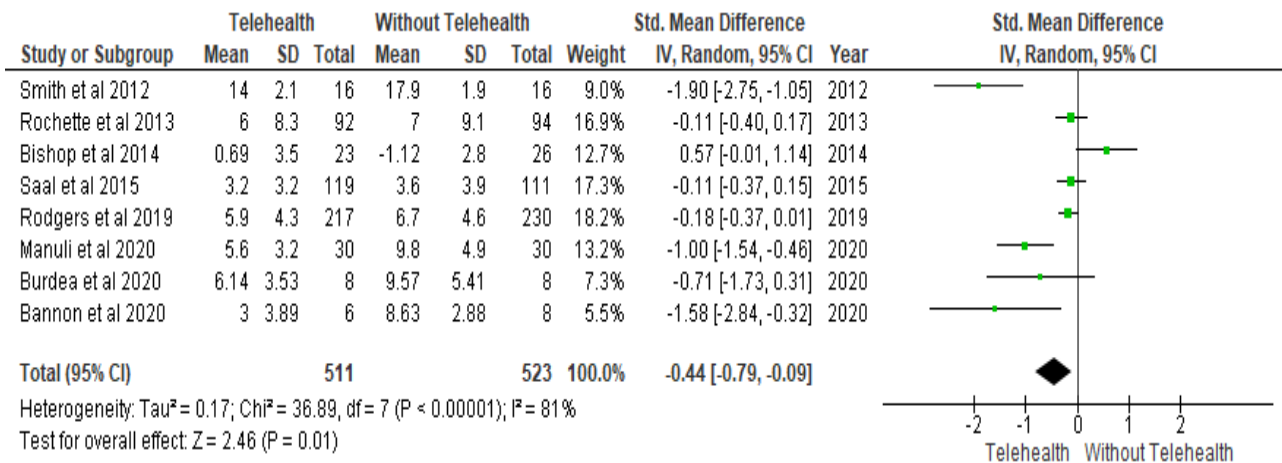 Telehealth Without Telehealth Std. Mean Difference Std. Mean Difference
Study or Subgroup Mean SD Total Mean SD Total Weight IV, Random, 95% CI Year IV, Random, 95% CI
Smith et al 2012 14 2.1 16 17.9 1.9 16 9.0% -1.90 [-2.75, -1.05] 2012
Rochette et al 2013 6 8.3 92 7 9.1 94 16.9% -0.11 [-0.40, 0.17] 2013
Bishop et al 2014 0.69 3.5 23 -1.12 2.8 26 12.7% 0.57 [-0.01, 1.14] 2014
Saal et al 2015 3.2 3.2 119 3.6 3.9 111 17.3% -0.11 [-0.37, 0.15] 2015
Rodgers et al 2019 5.9 4.3 217 6.7 4.6 230 18.2% -0.18 [-0.37, 0.01] 2019
Manuli et al 2020 5.6 3.2 30 9.8 4.9 30 13.2% -1.00 [-1.54, -0.46] 2020
Burdea et al 2020 6.14 3.53 8 9.57 5.41 8 7.3% -0.71 [-1.73, 0.31] 2020
Bannon et al 2020 3 3.89 6 8.63 2.88 8 5.5% -1.58 [-2.84, -0.32] 2020
Total (95% CI) 511 523 100.0% -0.44 [-0.79, -0.09]
Heterogeneity: Tau² = 0.17; Chi² = 36.89, df = 7 (P < 0.00001); I² = 81%
Test for overall effect: Z = 2.46 (P = 0.01)
-2 -1 0 1 2
Telehealth Without Telehealth